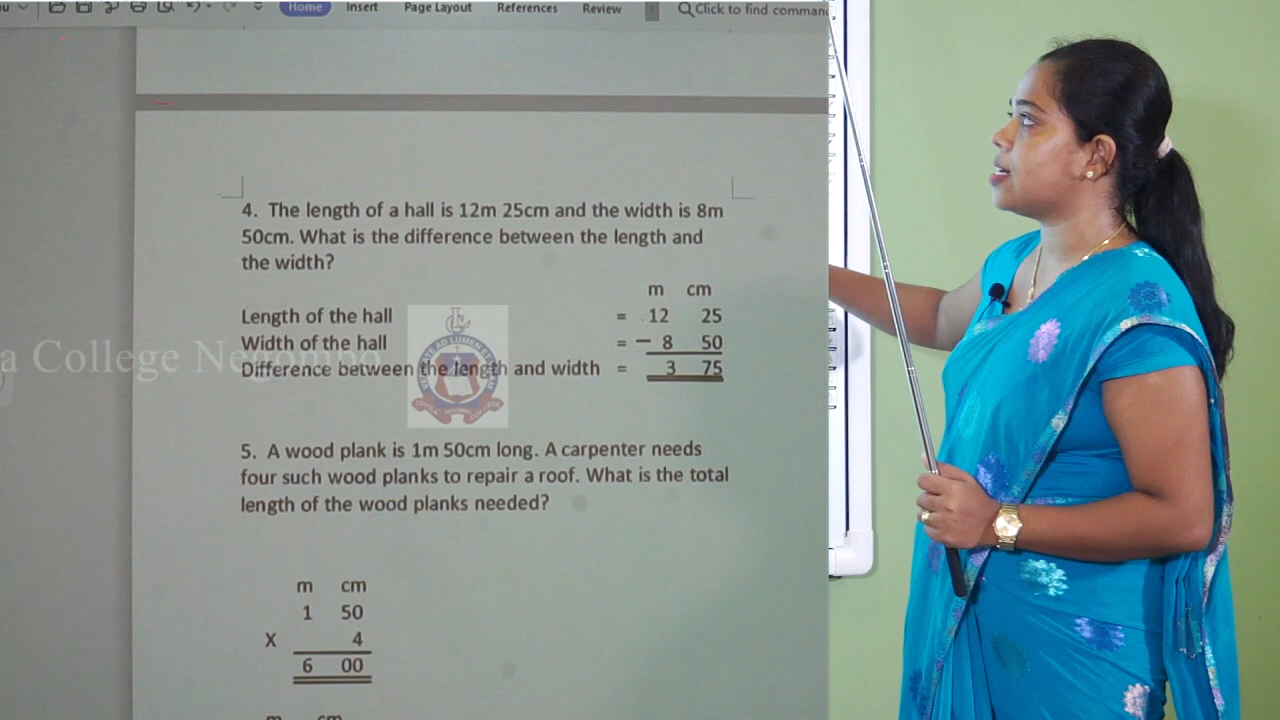 Home Insert Page Layout References Review Click to find command
4. The length of a hall is 12m 25cm and the width is 8m
50cm. What is the difference between the length and
the width?
m cm
Length of the hall = 12 25
Width of the hall = − 8 50
Difference between the length and width = 3 75
a College Negombo
5. A wood plank is 1m 50cm long. A carpenter needs
four such wood planks to repair a roof. What is the total
length of the wood planks needed?
m cm
1 50
X 4
6 00
m cm